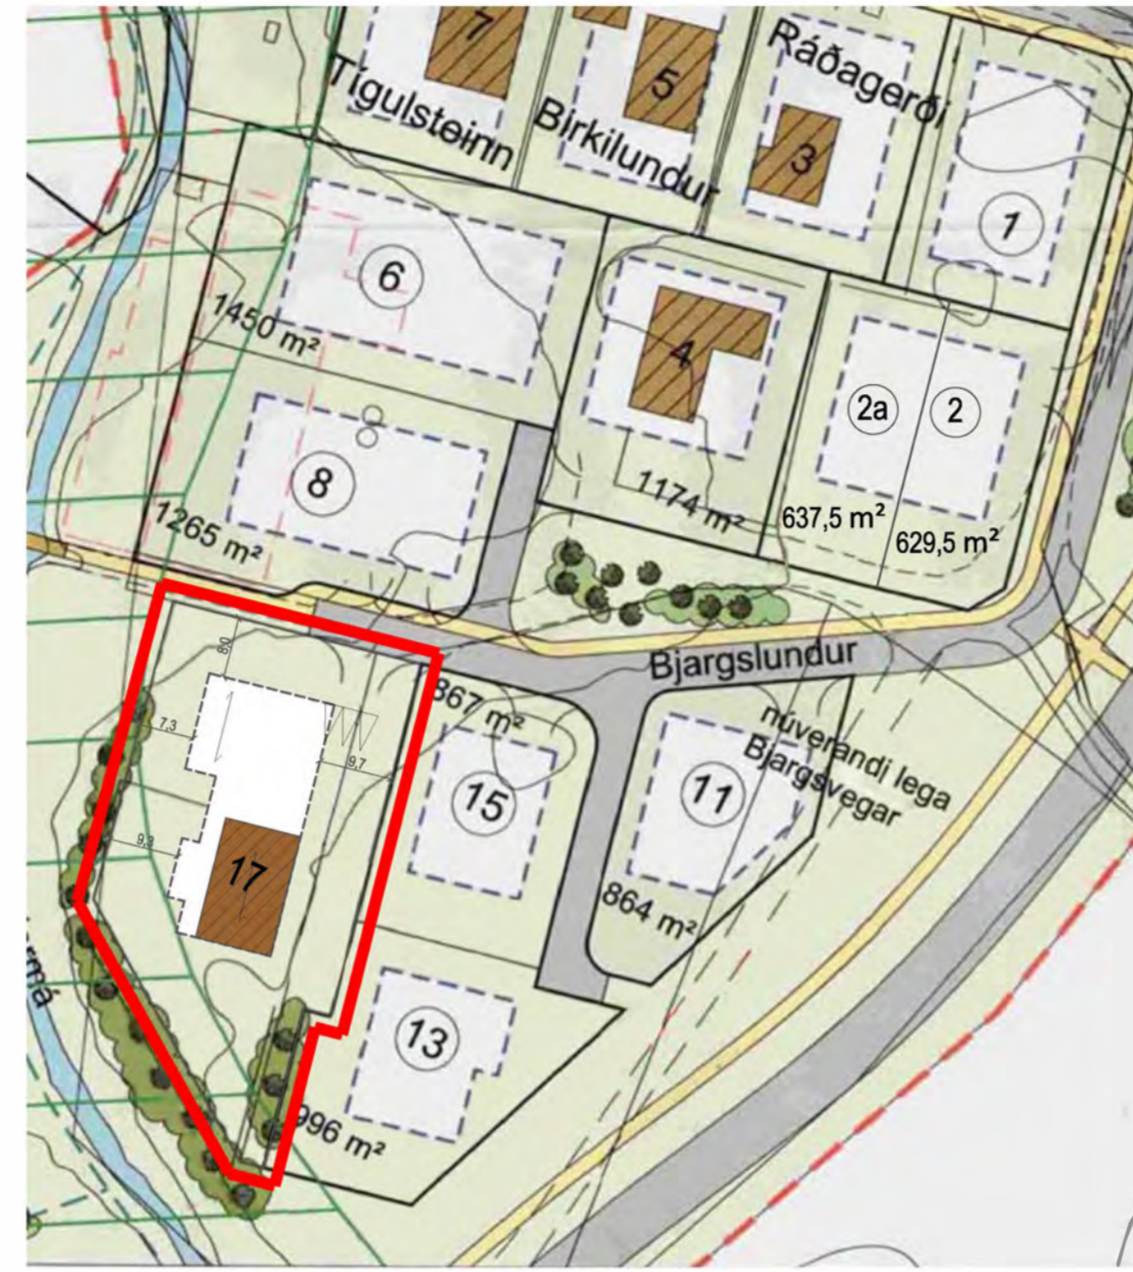 7
5
3
1
Tígulsteinn
Birkilundur
Ráðagerði
6
1450 m²
4
2a
2
8
1265 m²
1174 m²
637,5 m²
629,5 m²
Bjargslundur
8,0
867 m²
7,3
9,7
15
11
núverandi lega
Bjargsvegar
9,3
17
864 m²
13
996 m²